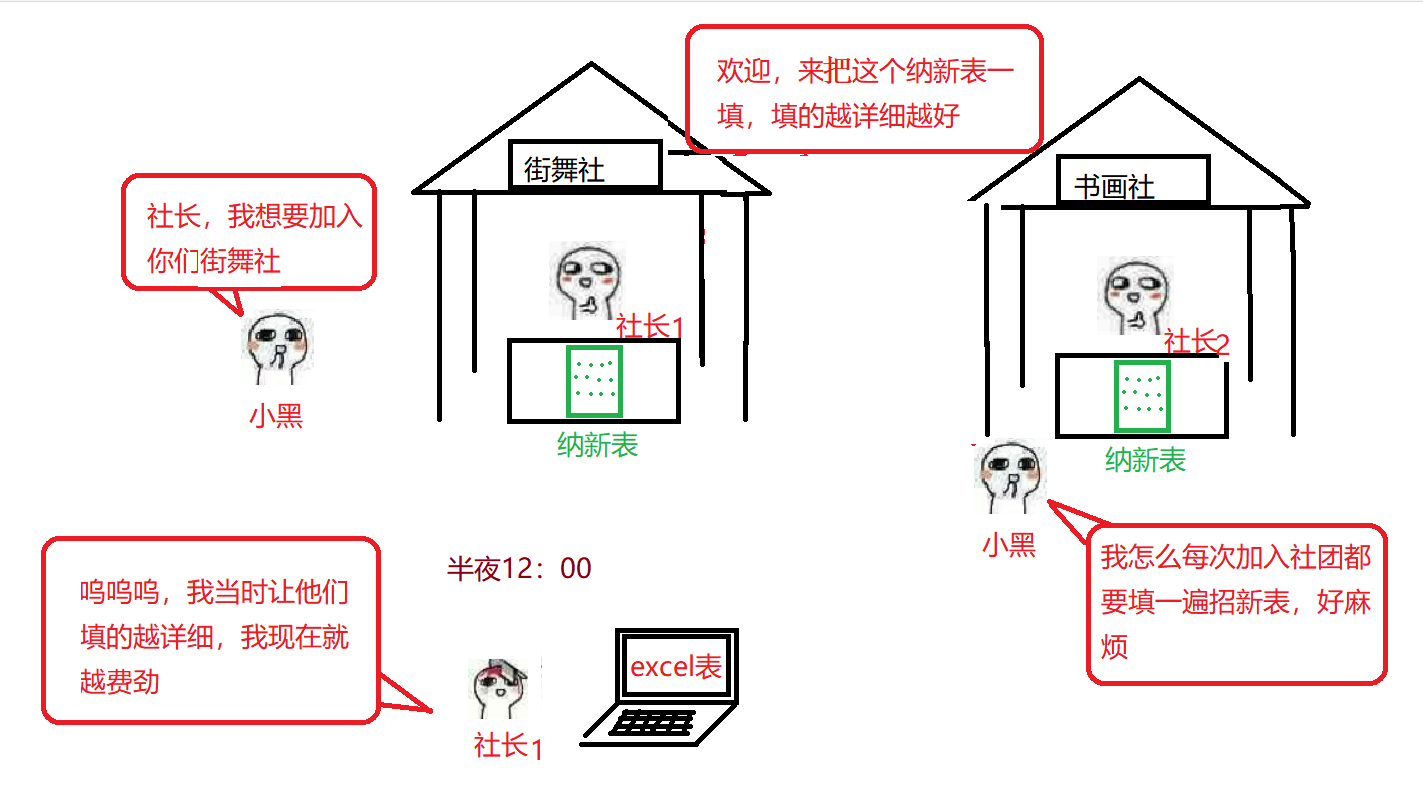 欢迎，来把这个纳新表一
填，填的越详细越好
街舞社
书画社
社长，我想要加入
你们街舞社
社长1
社长2
小黑
纳新表
纳新表
小黑
我怎么每次加入社团都
要填一遍招新表，好麻
烦
半夜12：00
呜呜呜，我当时让他们
填的越详细，我现在就
越费劲
excel表
社长1